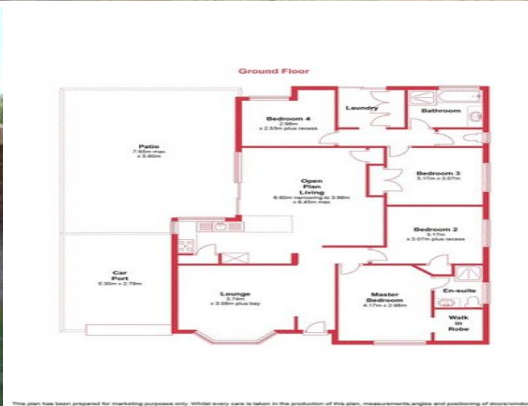 Ground Floor
Bedroom 4
2.98m
x 2.53m plus recess
Laundry
Bathroom
Patio
7.95m max
x 5.80m
Open
Plan
Living
6.60m narrowing to 3.98m
x 6.45m max
Bedroom 3
3.17m x 3.07m
Bedroom 2
3.17m
x 3.07m plus recess
Car
Port
5.30m x 2.79m
Lounge
3.74m
x 3.58m plus bay
Master
Bedroom
4.17m x 2.98m
En-suite
Walk
in
Robe
This plan has been prepared for marketing purposes only. Whilst every care is taken in the production of this plan, measurements,angles and positioning of doors/window